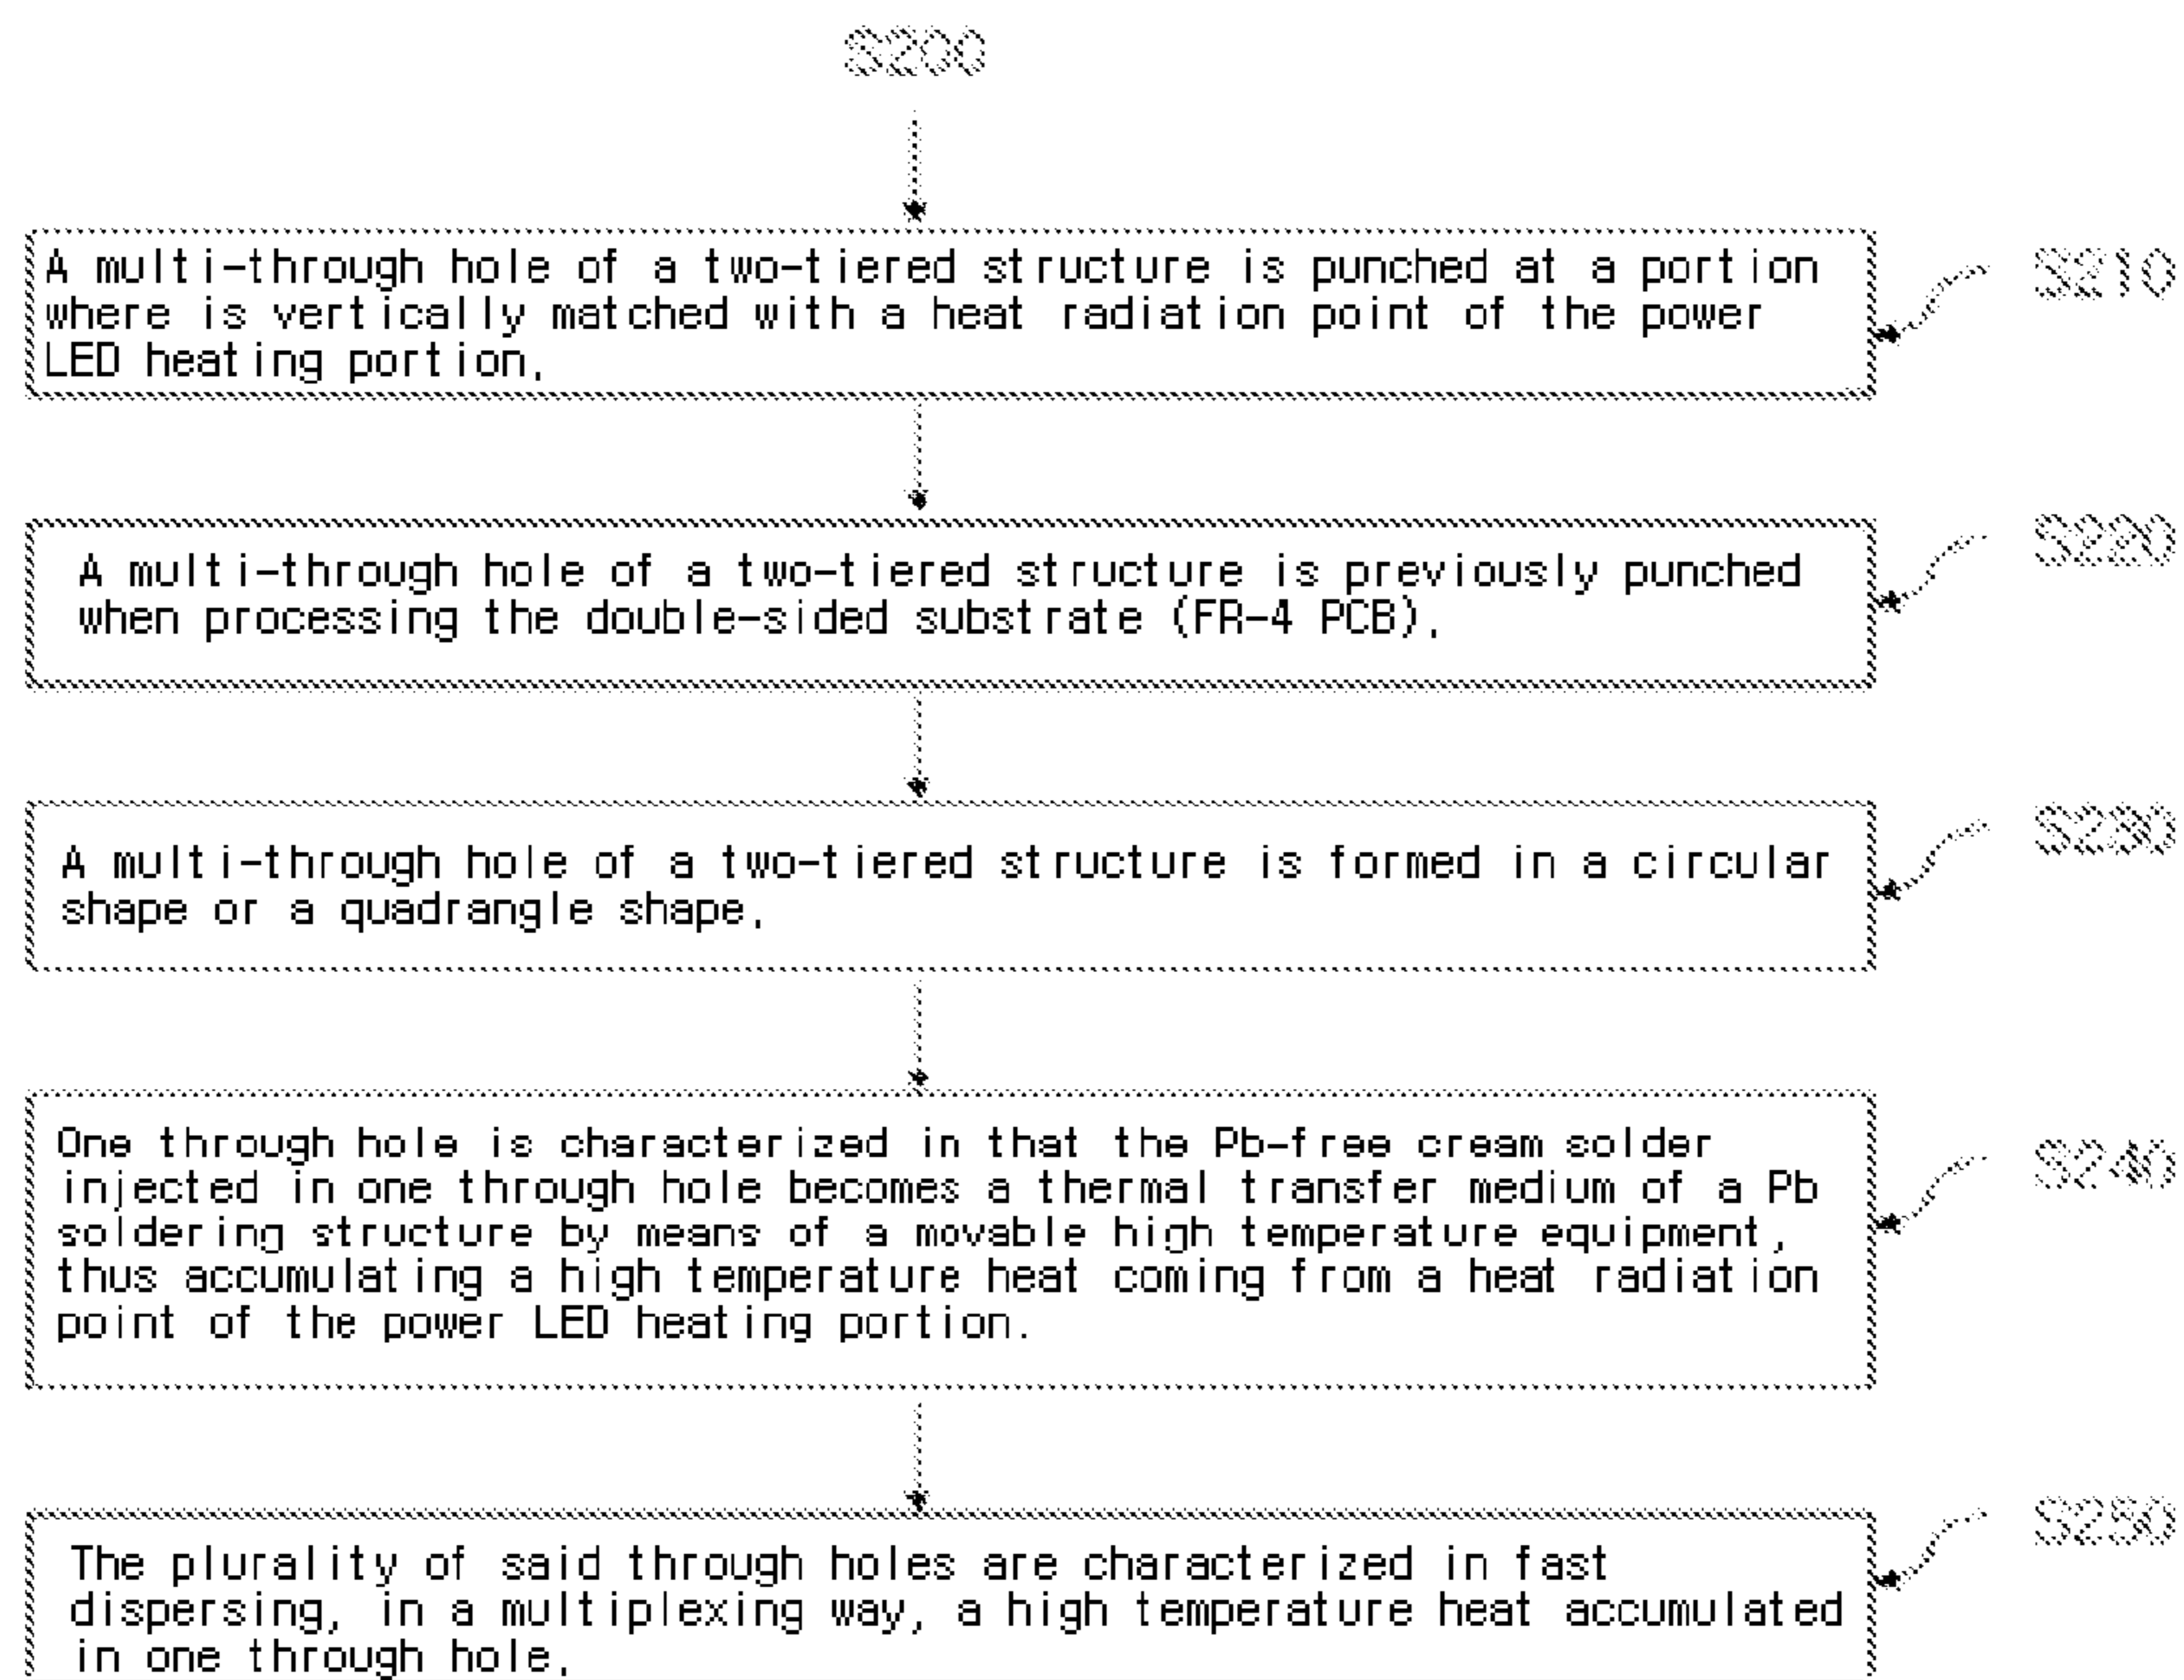 S200
A multi-through hole of a two-tiered structure is punched at a portion
where is vertically matched with a heat radiation point of the power
LED heating portion.
S210
A multi-through hole of a two-tiered structure is previously punched
when processing the double-sided substrate (FR-4 PCB).
S220
A multi-through hole of a two-tiered structure is formed in a circular
shape or a quadrangle shape.
S230
One through hole is characterized in that the Pb-free cream solder
injected in one through hole becomes a thermal transfer medium of a Pb
soldering structure by means of a movable high temperature equipment,
thus accumulating a high temperature heat coming from a heat radiation
point of the power LED heating portion.
S240
The plurality of said through holes are characterized in fast
dispersing, in a multiplexing way, a high temperature heat accumulated
in one through hole.
S250